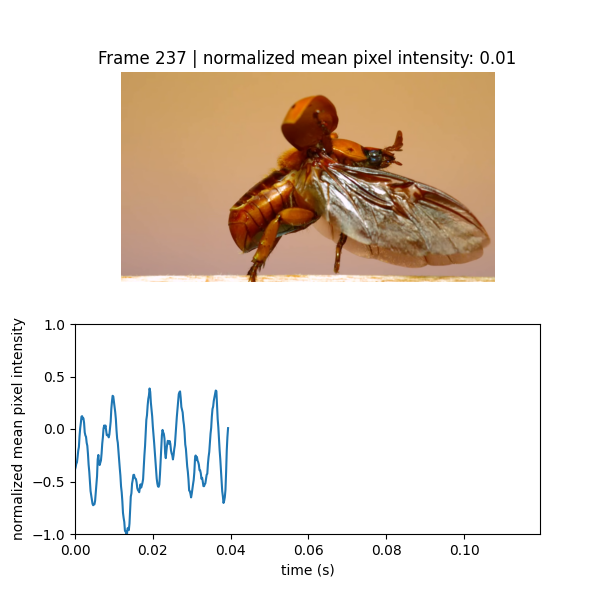 Frame 237 | normalized mean pixel intensity: 0.01
normalized mean pixel intensity
1.0
0.5
0.0
−0.5
−1.0
0.00 0.02 0.04 0.06 0.08 0.10
time (s)